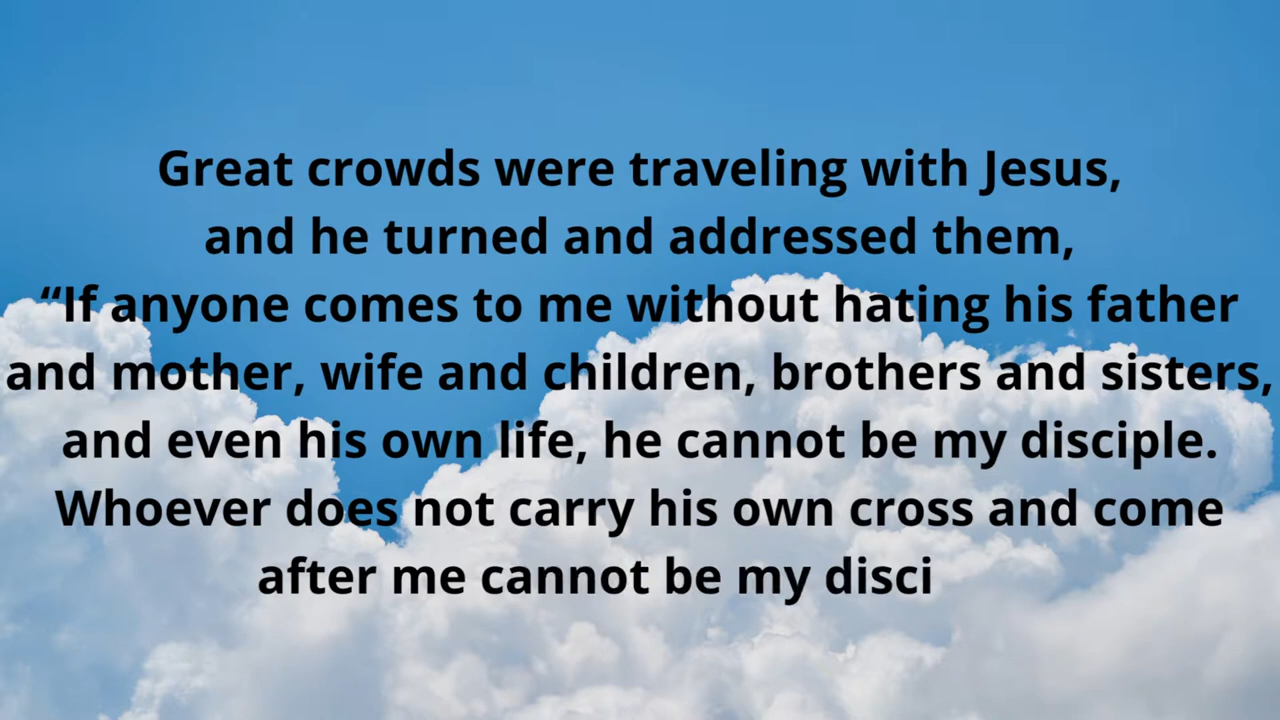 Great crowds were traveling with Jesus,
and he turned and addressed them,
“If anyone comes to me without hating his father
and mother, wife and children, brothers and sisters,
and even his own life, he cannot be my disciple.
Whoever does not carry his own cross and come
after me cannot be my disci